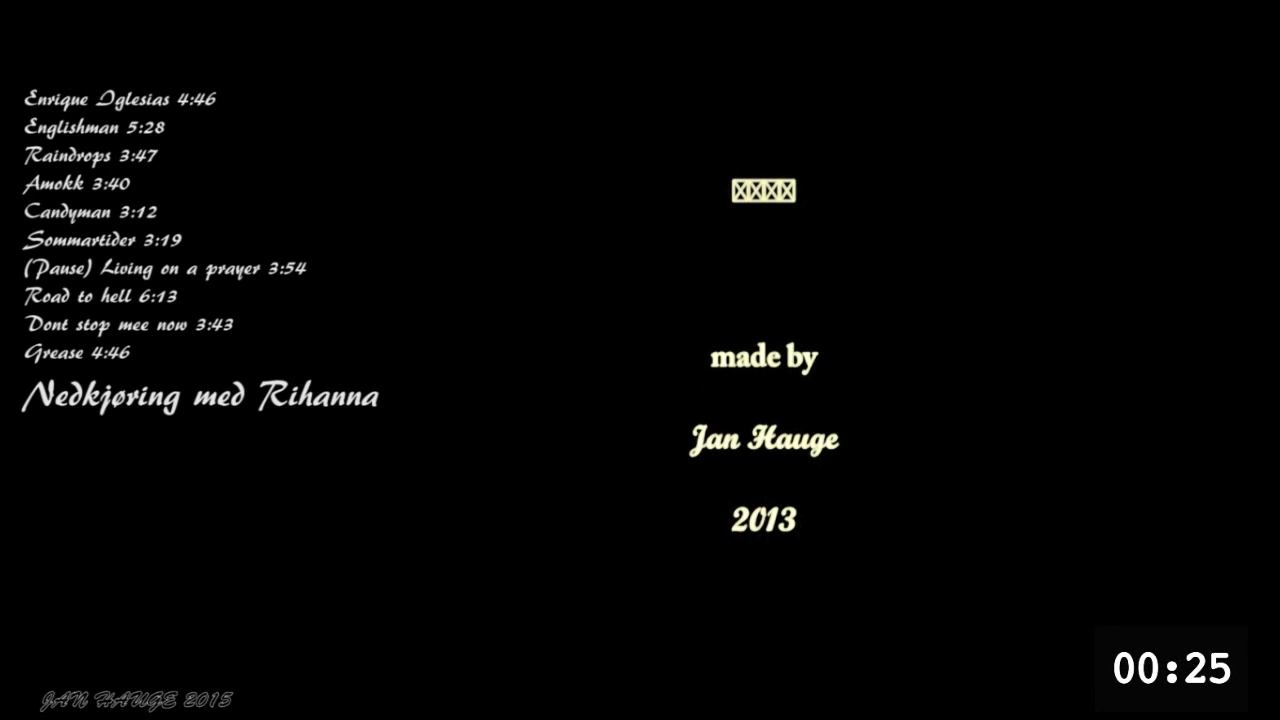 Enrique Iglesias 4:46
Englishman 5:28
Raindrops 3:47
Amokk 3:40
Candyman 3:12
Sommartider 3:19
(Pause) Living on a prayer 3:54
Road to hell 6:13
Dont stop mee now 3:43
Grease 4:46
Nedkjøring med Rihanna
made by
Jan Hauge
2013
JAN HAUGE 2015
00:25